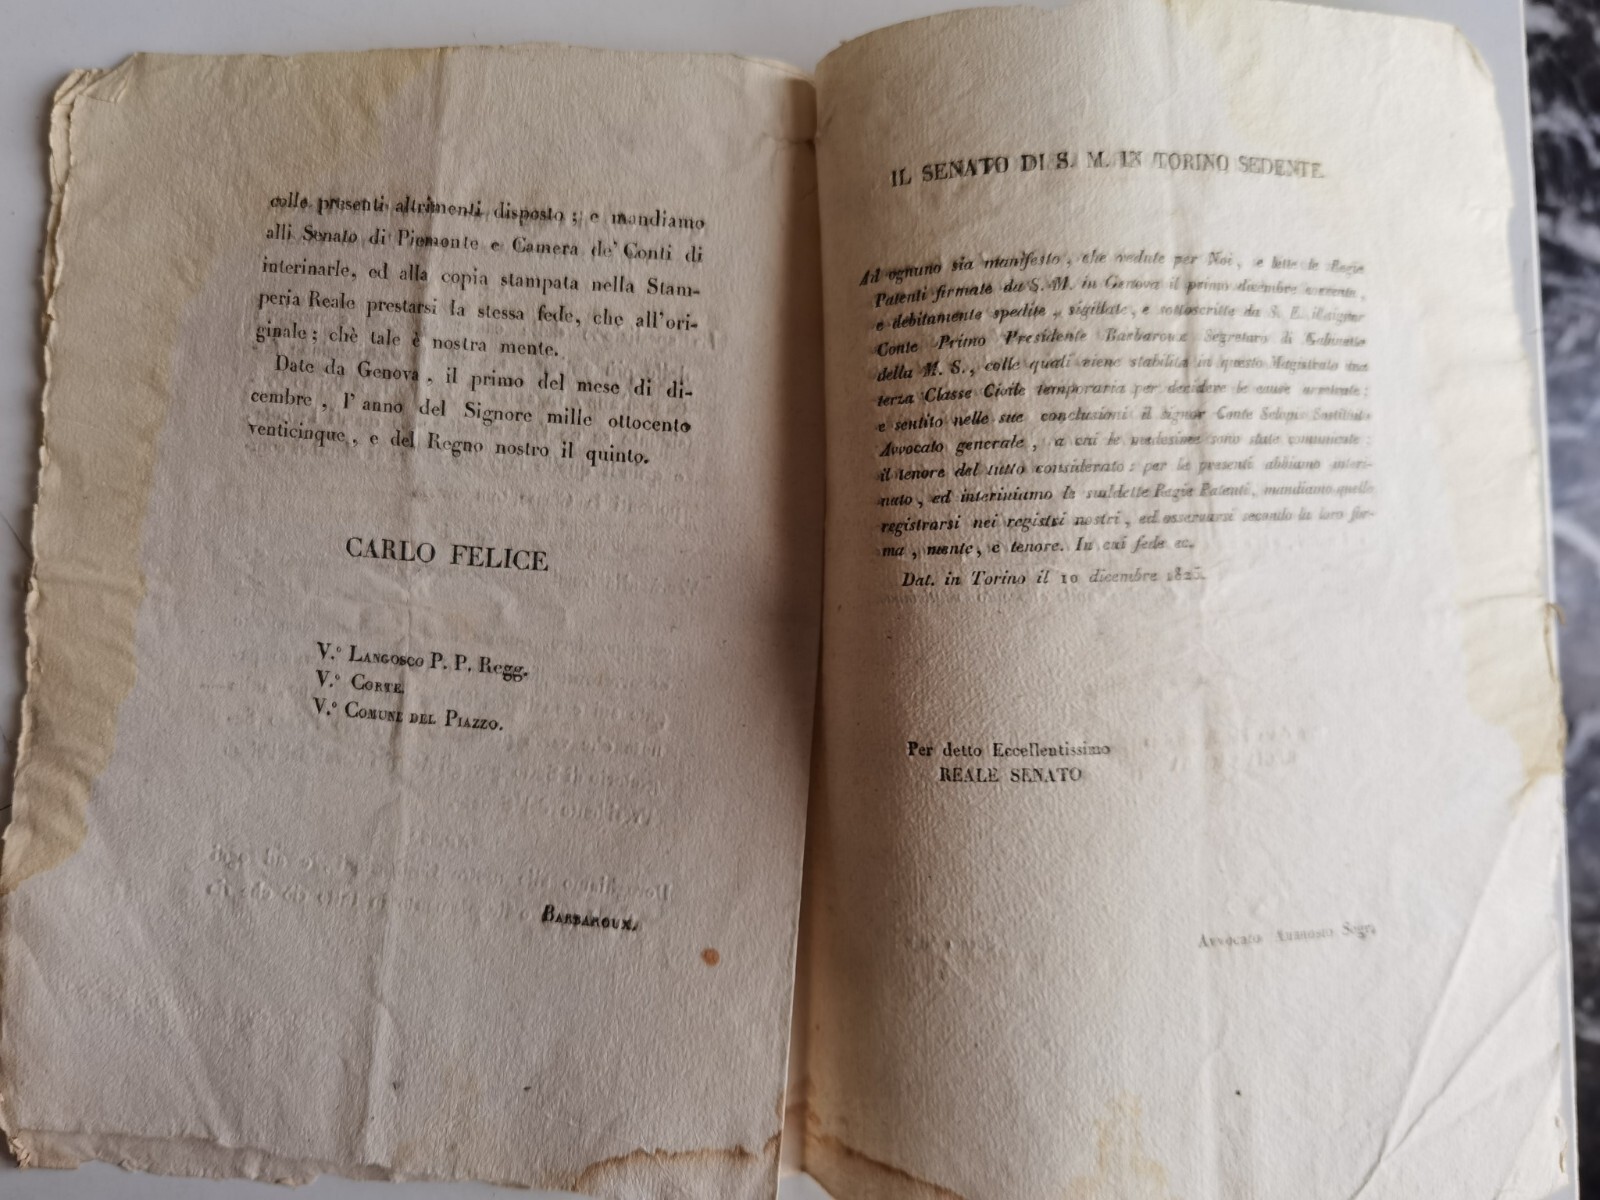 colle presenti altrimenti disposto ; e mandiamo
alli Senato di Piemonte e Camera de' Conti di
interinarle, ed alla copia stampata nella Stam-
peria Reale prestarsi la stessa fede, che all'ori-
ginale ; chè tale è nostra mente.
Date da Genova , il primo del mese di di-
cembre , l'anno del Signore mille ottocento
venticinque , e del Regno nostro il quinto.
CARLO FELICE
V.° LANGOSCO P. P. Regg.
V.° CORTE.
V.° COMUNE DEL PIAZZO.
BARBAROUX.
IL SENATO DI S. M. IN TORINO SEDENTE
Ad ognuno sia manifesto , che vedute per Noi , e lette le Regie
Patenti firmate da S. M. in Genova il primo dicembre corrente ,
e debitamente spedite , sigillate , e sottoscritte da S. E. il signor
Conte Primo Presidente Barbaroux Segretaro di Gabinetto
della M. S., colle quali viene stabilita in questo Magistrato una
terza Classe Civile temporaria per decidere le cause arretrate ;
e sentito nelle sue conclusioni il signor Conte Selopis Sostituito
Avvocato generale , a cui le medesime sono state comunicate ;
il tenore del tutto considerato : per le presenti abbiamo interi-
nato , ed interiniamo le suddette Regie Patenti , mandiamo quelle
registrarsi nei registri nostri , ed osservarsi secondo la loro for-
ma , mente , e tenore. In cui fede ec.
Dat. in Torino il 10 dicembre 1825.
Per detto Eccellentissimo
REALE SENATO
Avvocato Segr.